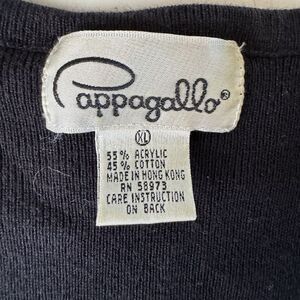 Pappagallo®
XL
55% ACRYLIC
45% COTTON
MADE IN HONG KONG
RN 58973
CARE INSTRUCTION
ON BACK